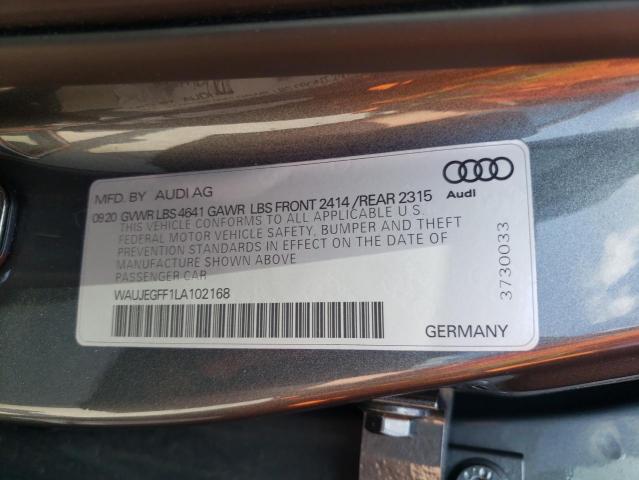 MFD. BY AUDI AG
Audi
09 20 GVWR LBS 4641 GAWR LBS FRONT 2414 / REAR 2315
THIS VEHICLE CONFORMS TO ALL APPLICABLE U.S.
FEDERAL MOTOR VEHICLE SAFETY, BUMPER AND THEFT
PREVENTION STANDARDS IN EFFECT ON THE DATE OF
MANUFACTURE SHOWN ABOVE
PASSENGER CAR
WAUJEGFF1LA102168
GERMANY
3730033